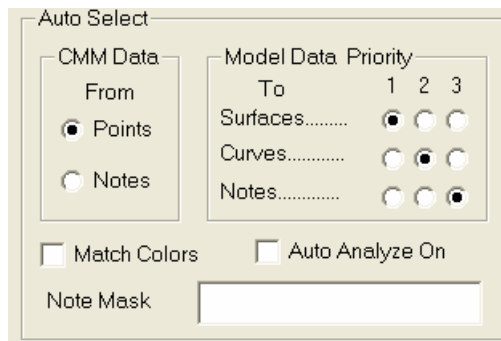 Auto Select
CMM Data
From
Points
Notes
Model Data Priority
To 1 2 3
Surfaces.........
Curves............
Notes.............
Match Colors
Auto Analyze On
Note Mask